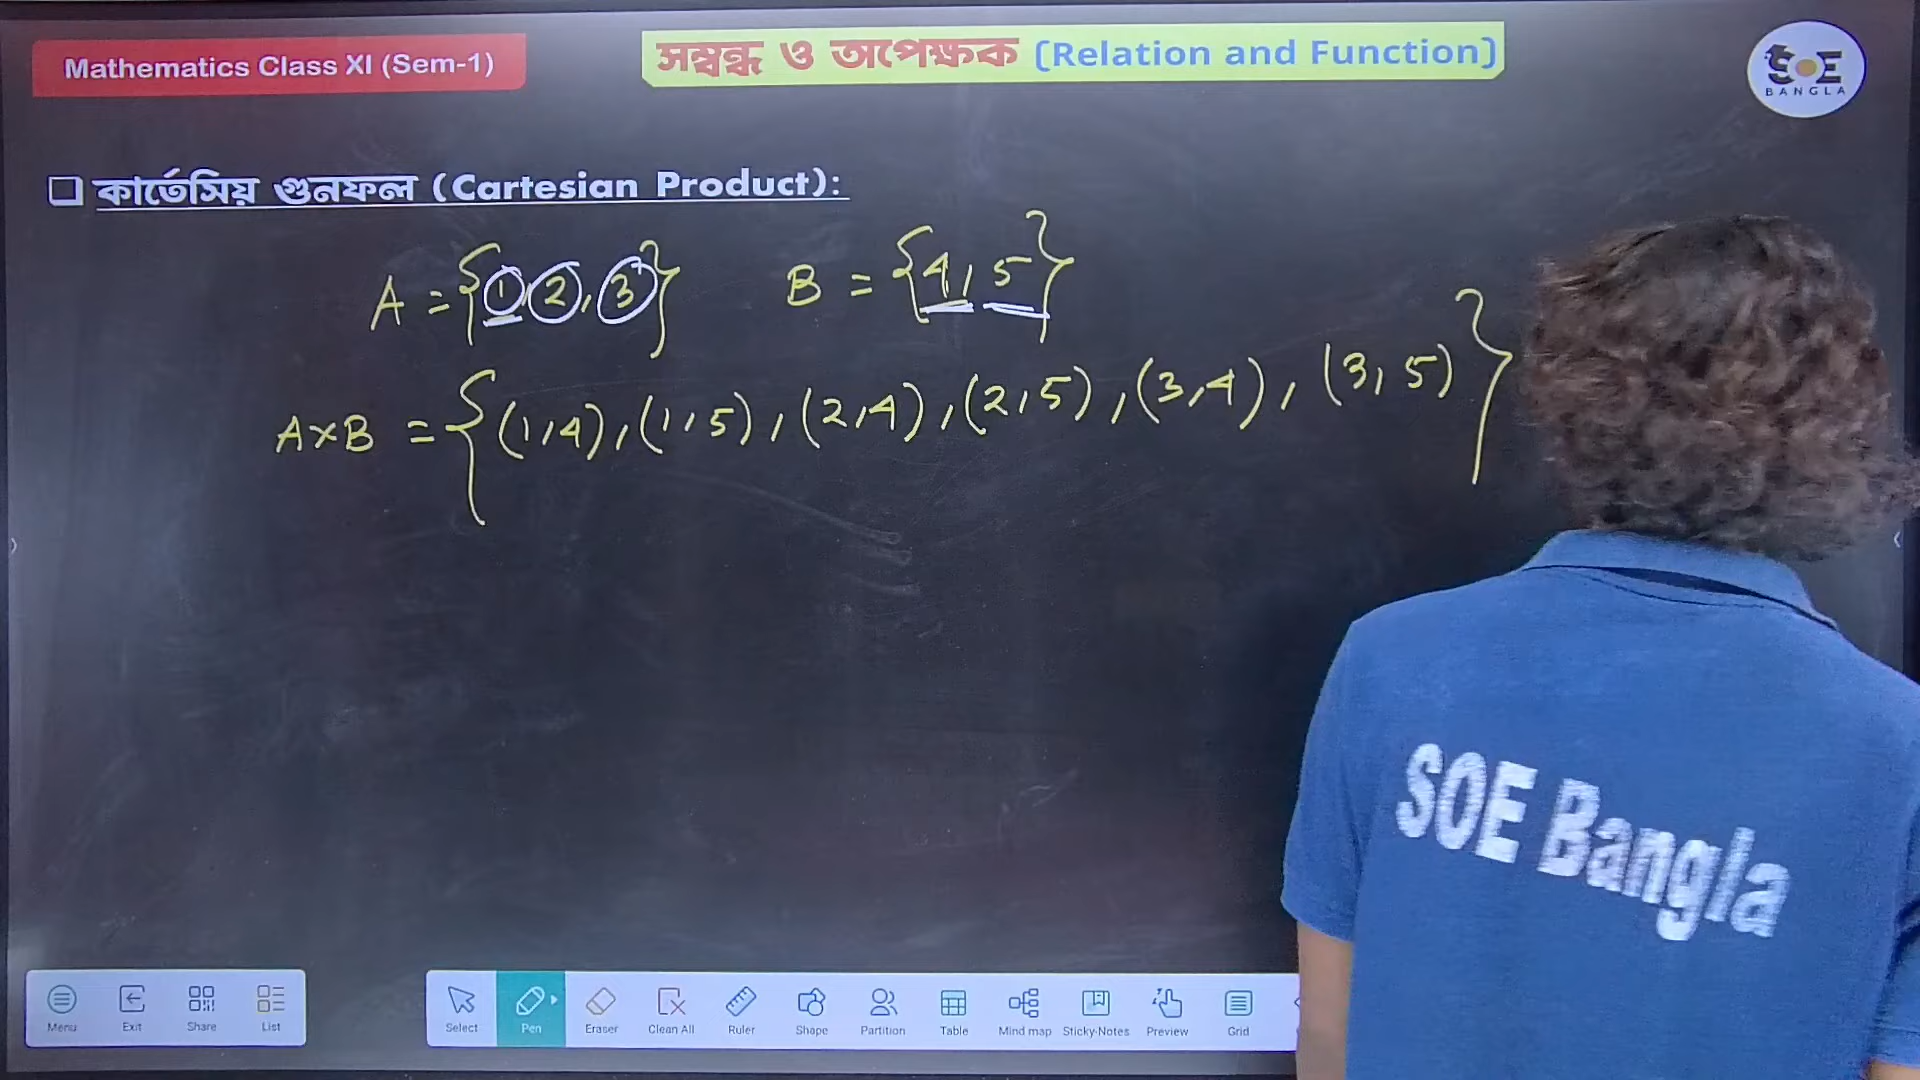 Mathematics Class XI (Sem-1)
সম্বন্ধ ও অপেক্ষক (Relation and Function)
SOE
BANGLA
কার্তেসিয় গুনফল (Cartesian Product):
A = {1, 2, 3} B = {4, 5}
A×B = {(1,4), (1,5), (2,4), (2,5), (3,4), (3,5)}
SOE Bangla
Menu Exit Share List Select Pen Eraser Clean All Ruler Shape Partition Table Mind map Sticky-Notes Preview Grid